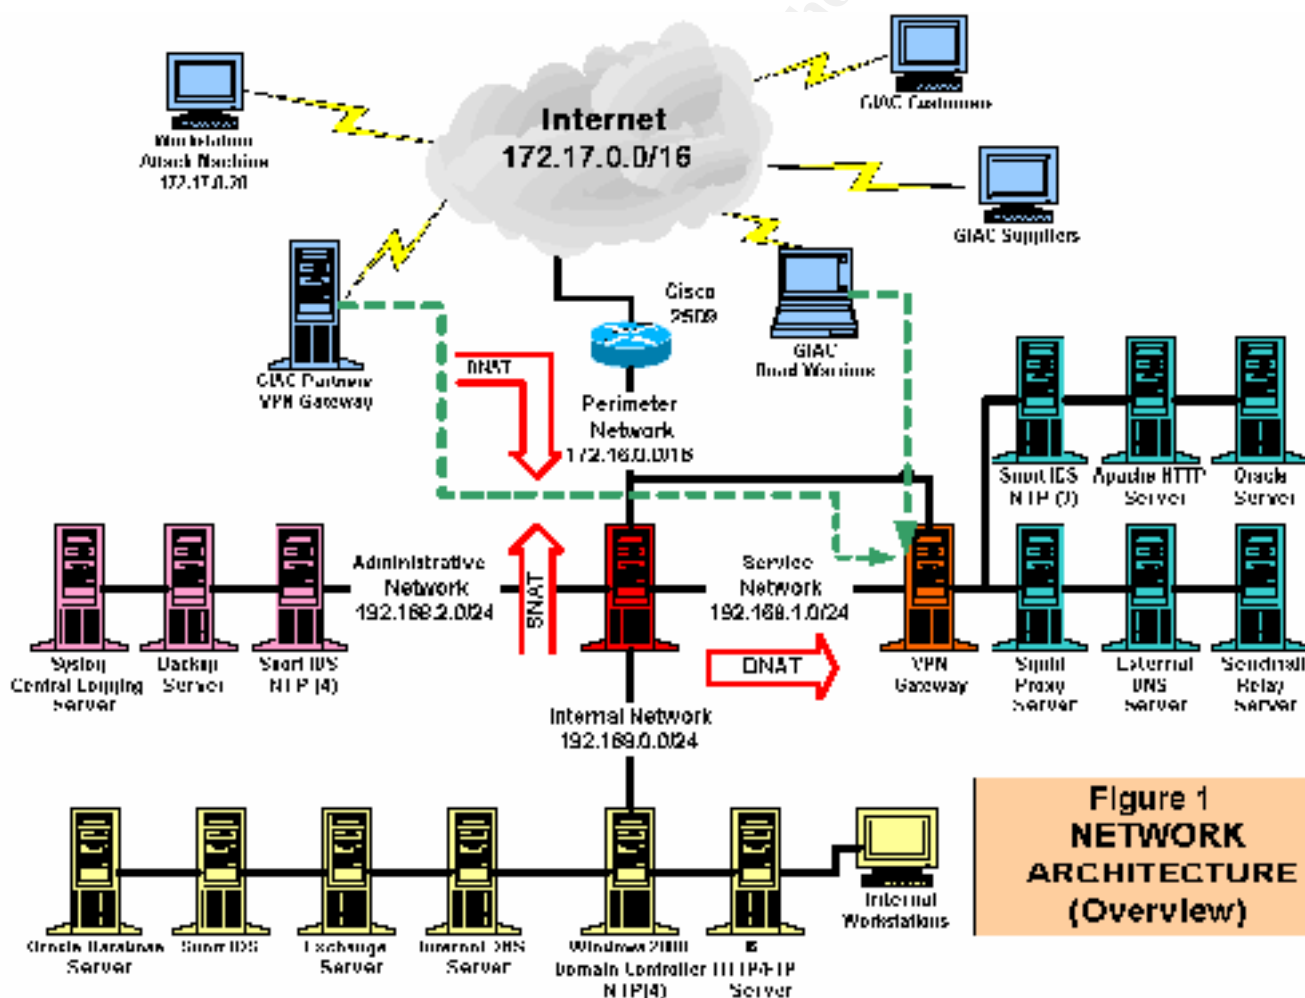 GIAC Customers
Internet
172.17.0.0/16
Workstation
Attack Machine
172.17.0.20
GIAC Suppliers
Cisco
2509
GIAC
Road Warriors
GIAC Partners
VPN Gateway
DNAT
Perimeter
Network
172.16.0.0/16
Snort IDS
NTP
Apache HTTP
Server
Oracle
Server
Administrative
Network
192.168.2.0/24
SNAT
Service
Network
192.168.1.0/24
DNAT
Syslog
Central Logging
Server
Backup
Server
Snort IDS
NTP (4)
VPN
Gateway
Squid
Proxy
Server
External
DNS
Server
Sendmail
Relay
Server
Internal Network
192.168.0.0/24
Figure 1
NETWORK
ARCHITECTURE
(Overview)
Oracle Database
Server
Snort IDS
Exchange
Server
Internal DNS
Server
Windows 2000
Domain Controller
NTP(4)
HTTP/FTP
Server
Internal
Workstations